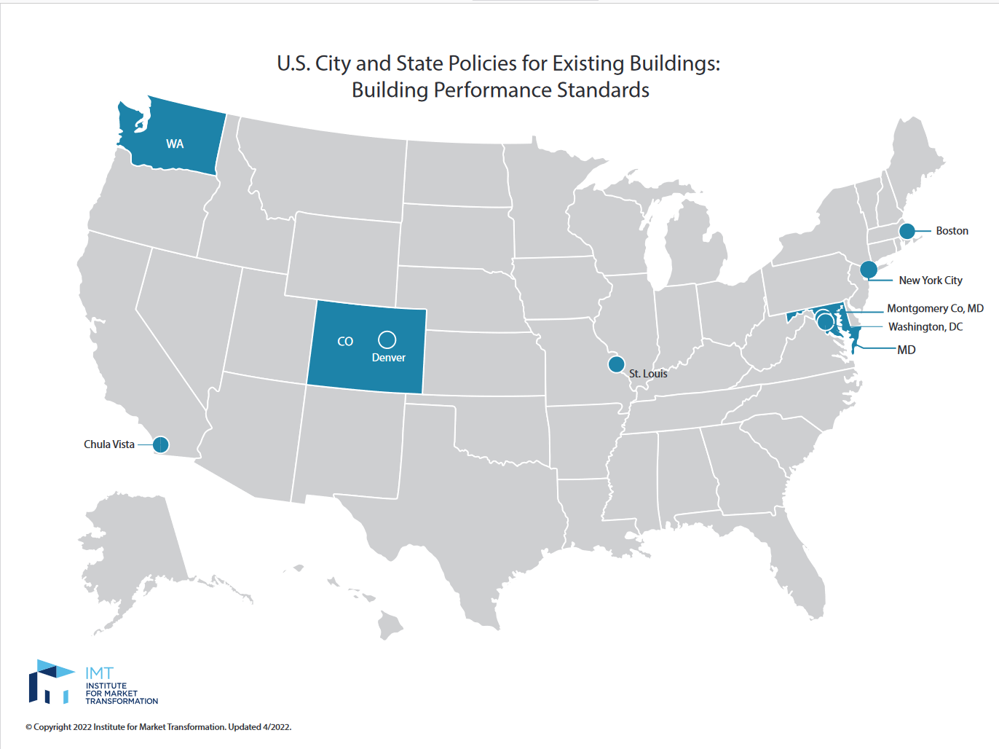 U.S. City and State Policies for Existing Buildings:
Building Performance Standards
WA
Boston
New York City
Montgomery Co, MD
Washington, DC
CO
Denver
MD
St. Louis
Chula Vista
IMT
INSTITUTE
FOR MARKET
TRANSFORMATION
© Copyright 2022 Institute for Market Transformation. Updated 4/2022.